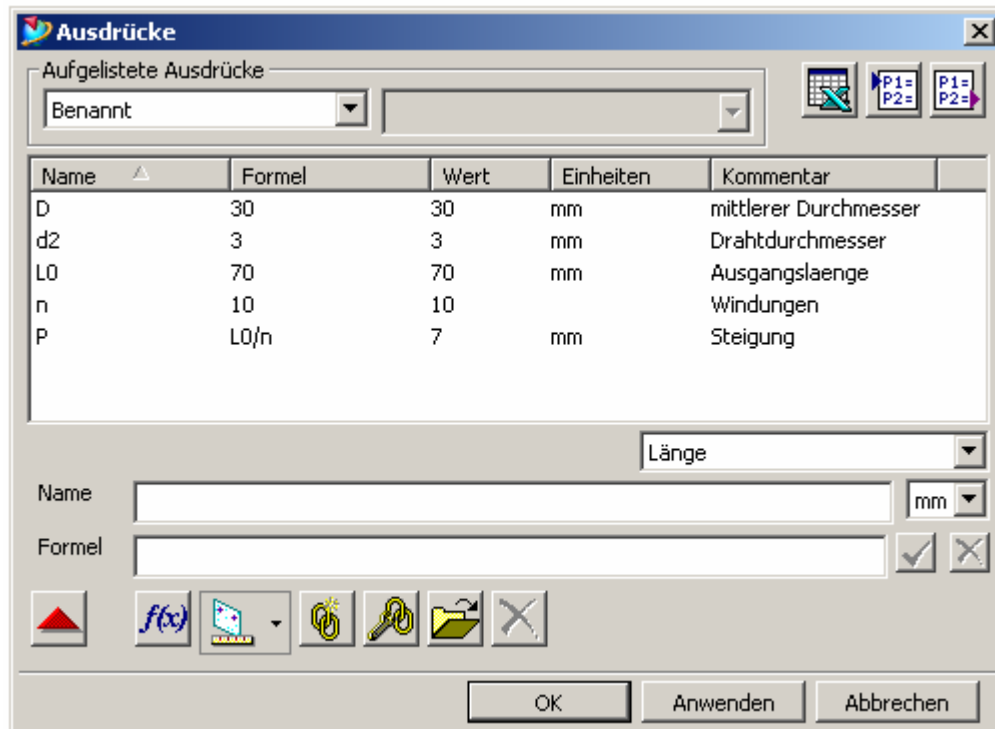 Ausdrücke
Aufgelistete Ausdrücke
Benannt
P1= P1=
P2= P2=
Name Formel Wert Einheiten Kommentar
D 30 30 mm mittlerer Durchmesser
d2 3 3 mm Drahtdurchmesser
L0 70 70 mm Ausgangslaenge
n 10 10 Windungen
P L0/n 7 mm Steigung
Länge
Name mm
Formel
f(x)
OK Anwenden Abbrechen